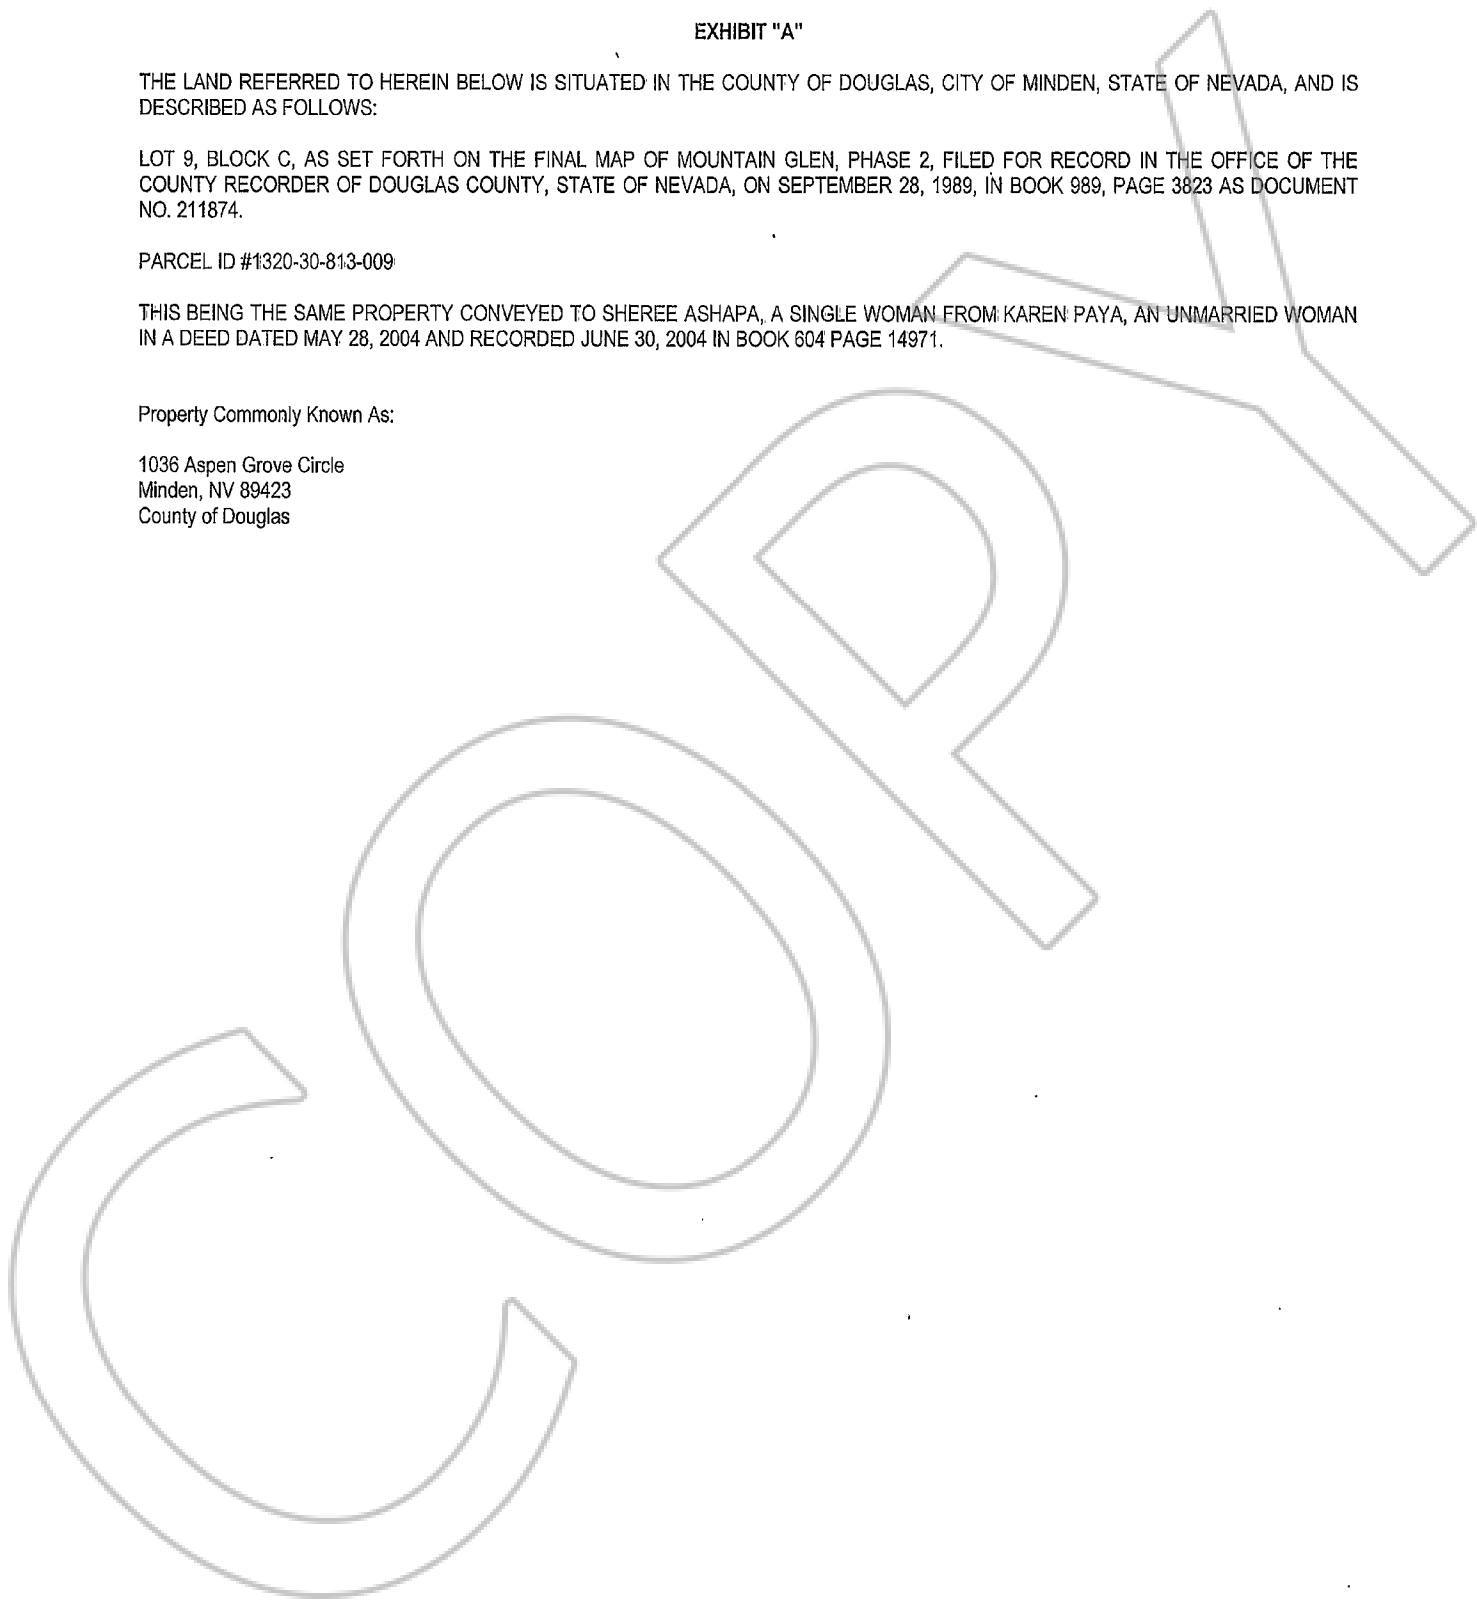 EXHIBIT "A"
THE LAND REFERRED TO HEREIN BELOW IS SITUATED IN THE COUNTY OF DOUGLAS, CITY OF MINDEN, STATE OF NEVADA, AND IS
DESCRIBED AS FOLLOWS:
LOT 9, BLOCK C, AS SET FORTH ON THE FINAL MAP OF MOUNTAIN GLEN, PHASE 2, FILED FOR RECORD IN THE OFFICE OF THE
COUNTY RECORDER OF DOUGLAS COUNTY, STATE OF NEVADA, ON SEPTEMBER 28, 1989, IN BOOK 989, PAGE 3823 AS DOCUMENT
NO. 211874.
PARCEL ID #1320-30-813-009
THIS BEING THE SAME PROPERTY CONVEYED TO SHEREE ASHAPA, A SINGLE WOMAN FROM KAREN PAYA, AN UNMARRIED WOMAN
IN A DEED DATED MAY 28, 2004 AND RECORDED JUNE 30, 2004 IN BOOK 604 PAGE 14971.
Property Commonly Known As:
1036 Aspen Grove Circle
Minden, NV 89423
County of Douglas
COPY